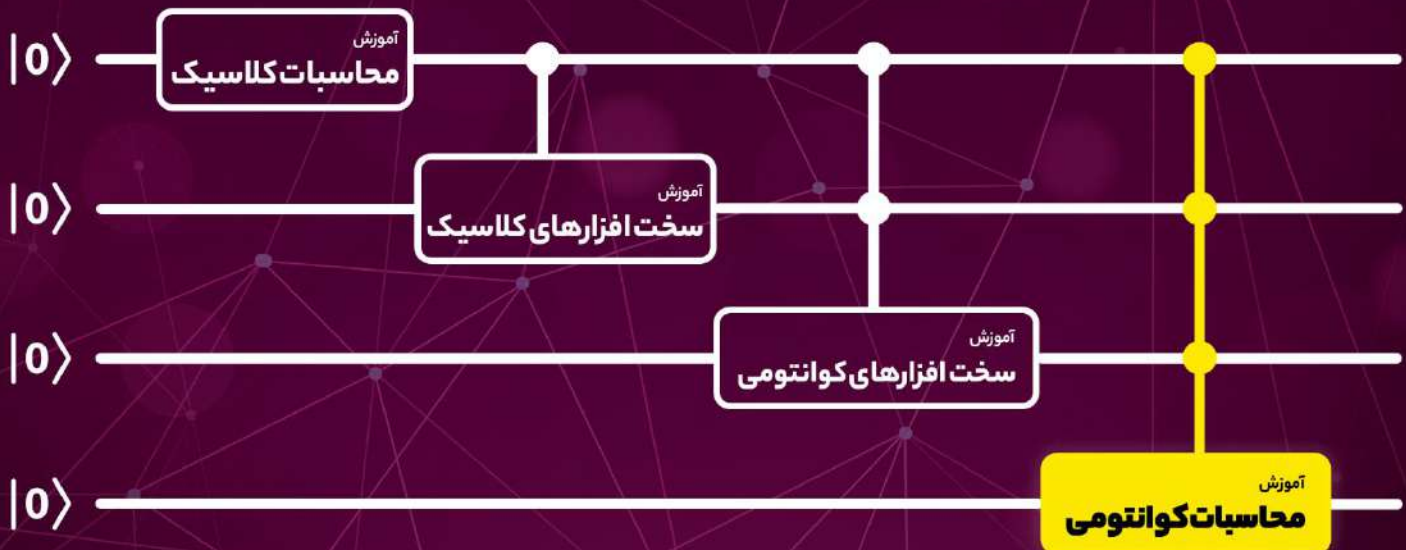 |0⟩
آموزش
محاسبات کلاسیک
|0⟩
آموزش
سخت افزارهای کلاسیک
|0⟩
آموزش
سخت افزارهای کوانتومی
|0⟩
آموزش
محاسبات کوانتومی